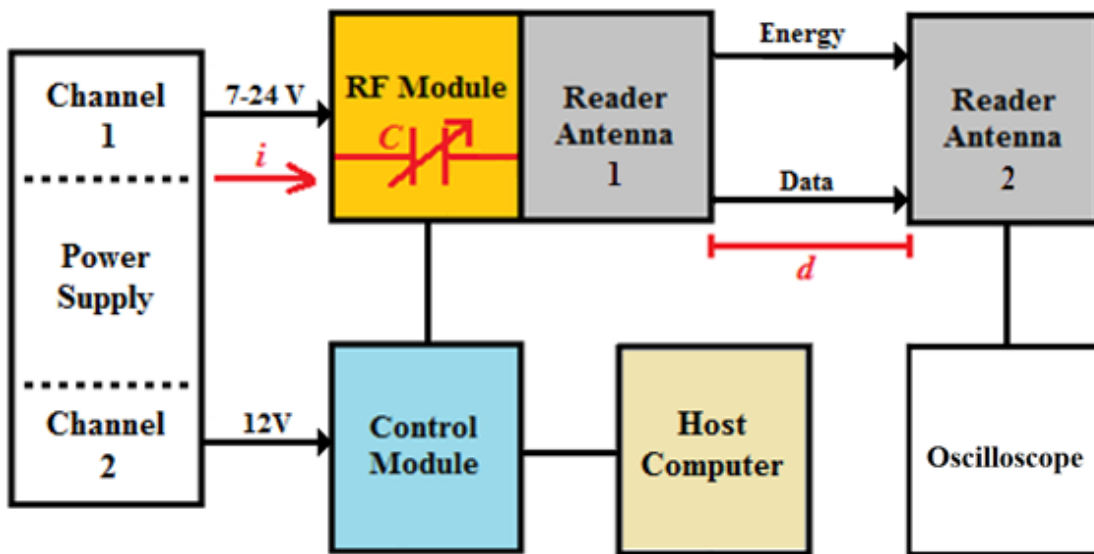 Channel
1
Power
Supply
Channel
2
7-24 V
i
12V
RF Module
C
Reader
Antenna
1
Energy
Data
d
Reader
Antenna
2
Control
Module
Host
Computer
Oscilloscope